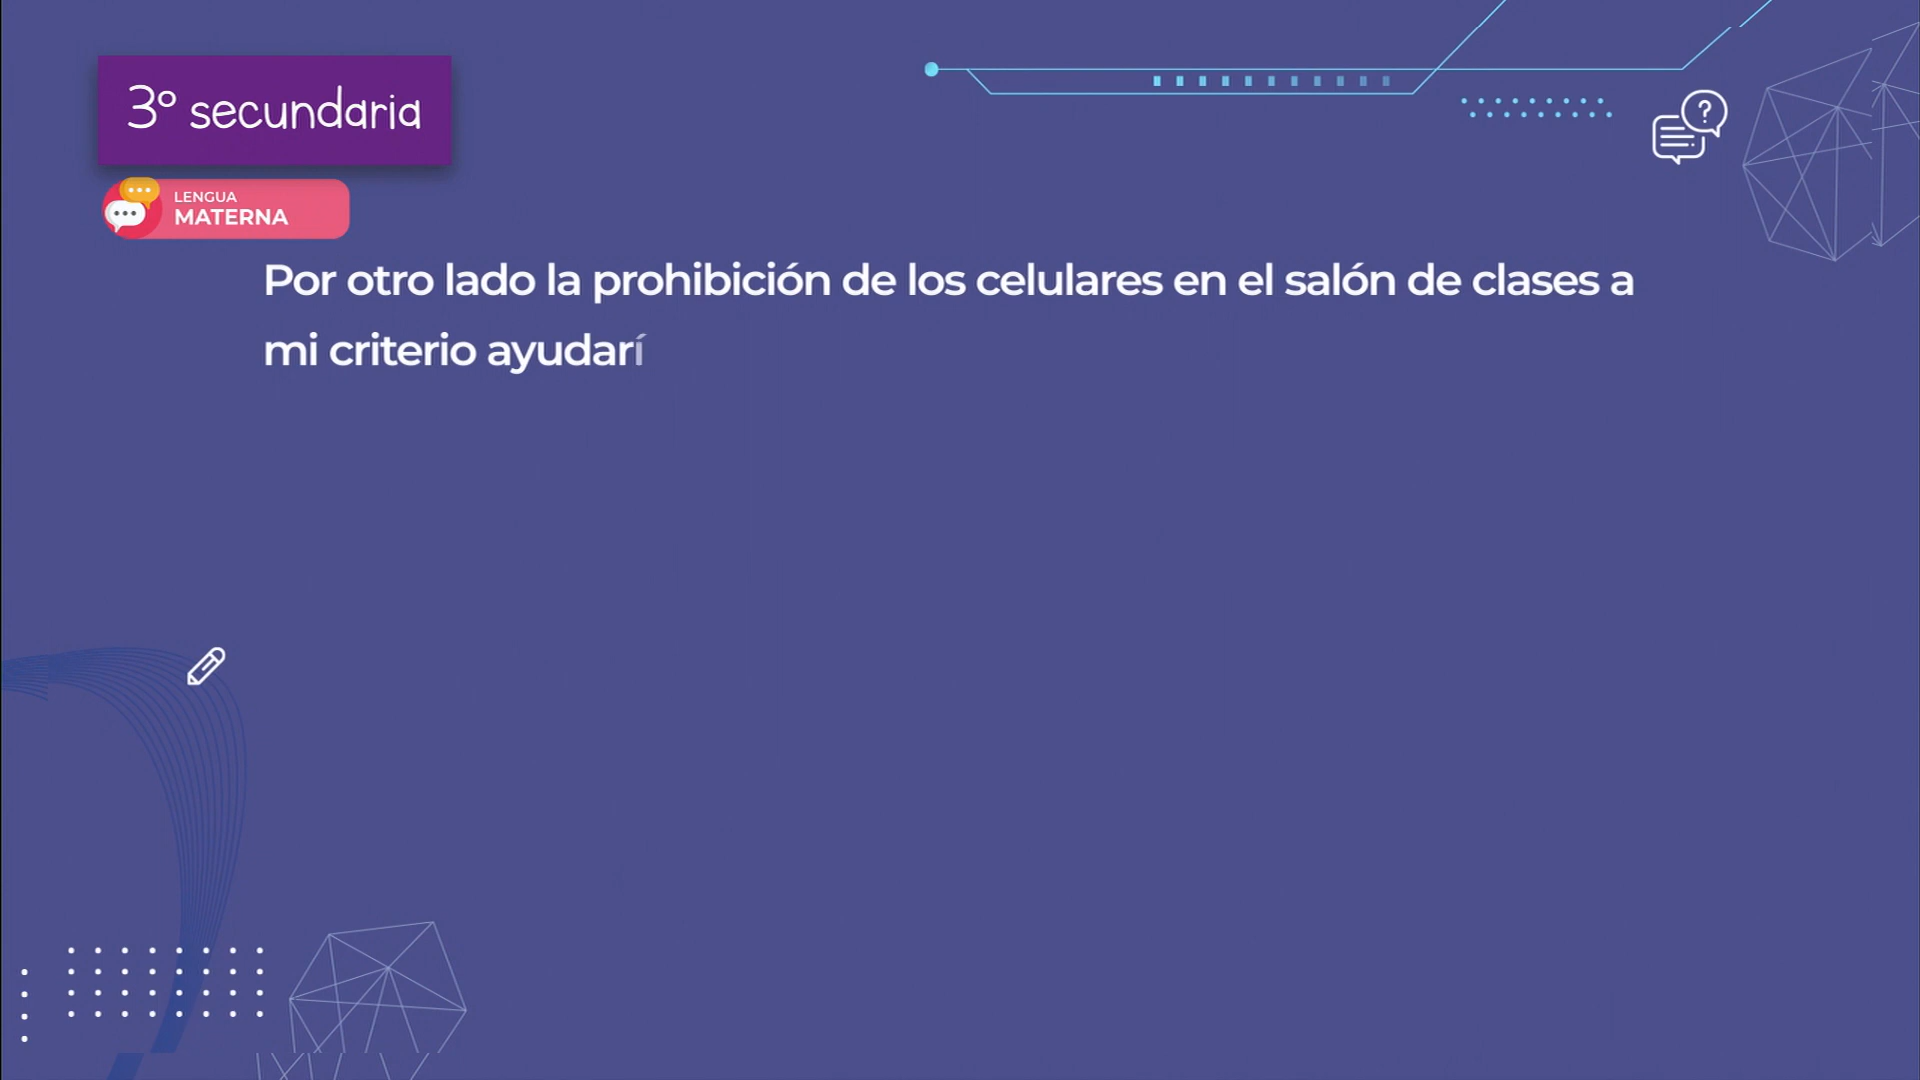 3° secundaria
LENGUA
MATERNA
Por otro lado la prohibición de los celulares en el salón de clases a
mi criterio ayudarí